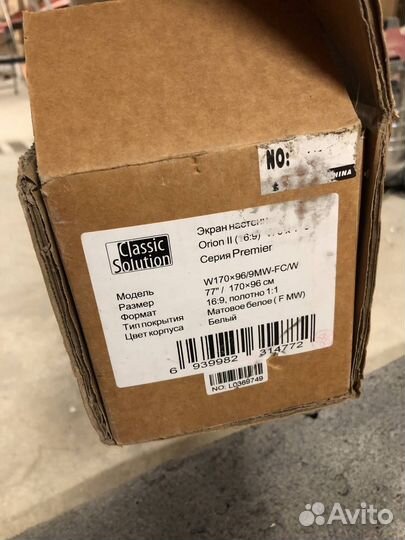 NO:
CHINA
Classic
Solution
Экран
Orion II ( 6:9)
Серия Premier
Модель W170×96/9MW-FC/W
Размер 77" / 170×96 см
Формат 16:9, полотно 1:1
Тип покрытия Матовое белое ( F MW)
Цвет корпуса Белый
6 939982 314772
NO: L0369749
Avito